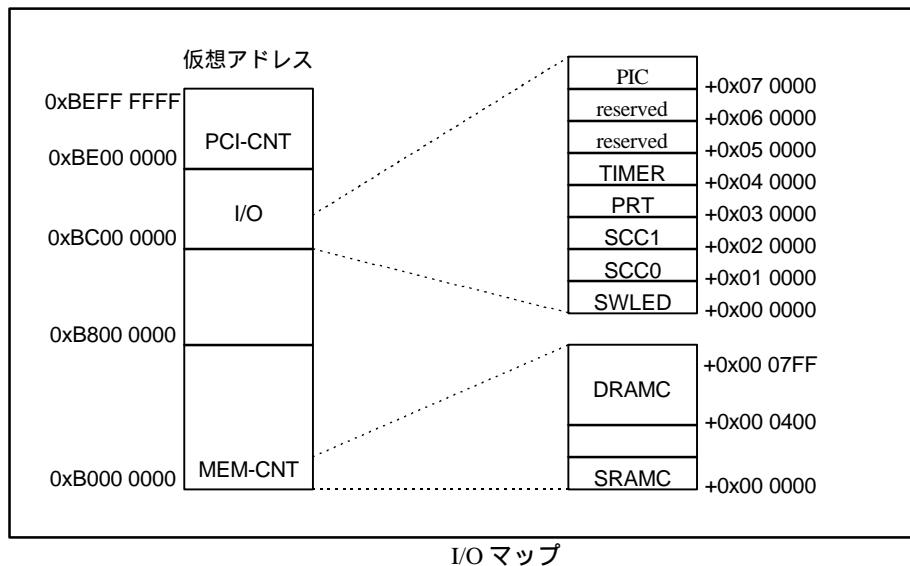 仮想アドレス
0xBEFF FFFF
PCI-CNT
0xBE00 0000
I/O
0xBC00 0000
0xB800 0000
MEM-CNT
0xB000 0000
PIC
+0x07 0000
reserved
+0x06 0000
reserved
+0x05 0000
TIMER
+0x04 0000
PRT
+0x03 0000
SCC1
+0x02 0000
SCC0
+0x01 0000
SWLED
+0x00 0000
+0x00 07FF
DRAMC
+0x00 0400
SRAMC
+0x00 0000
I/O マップ